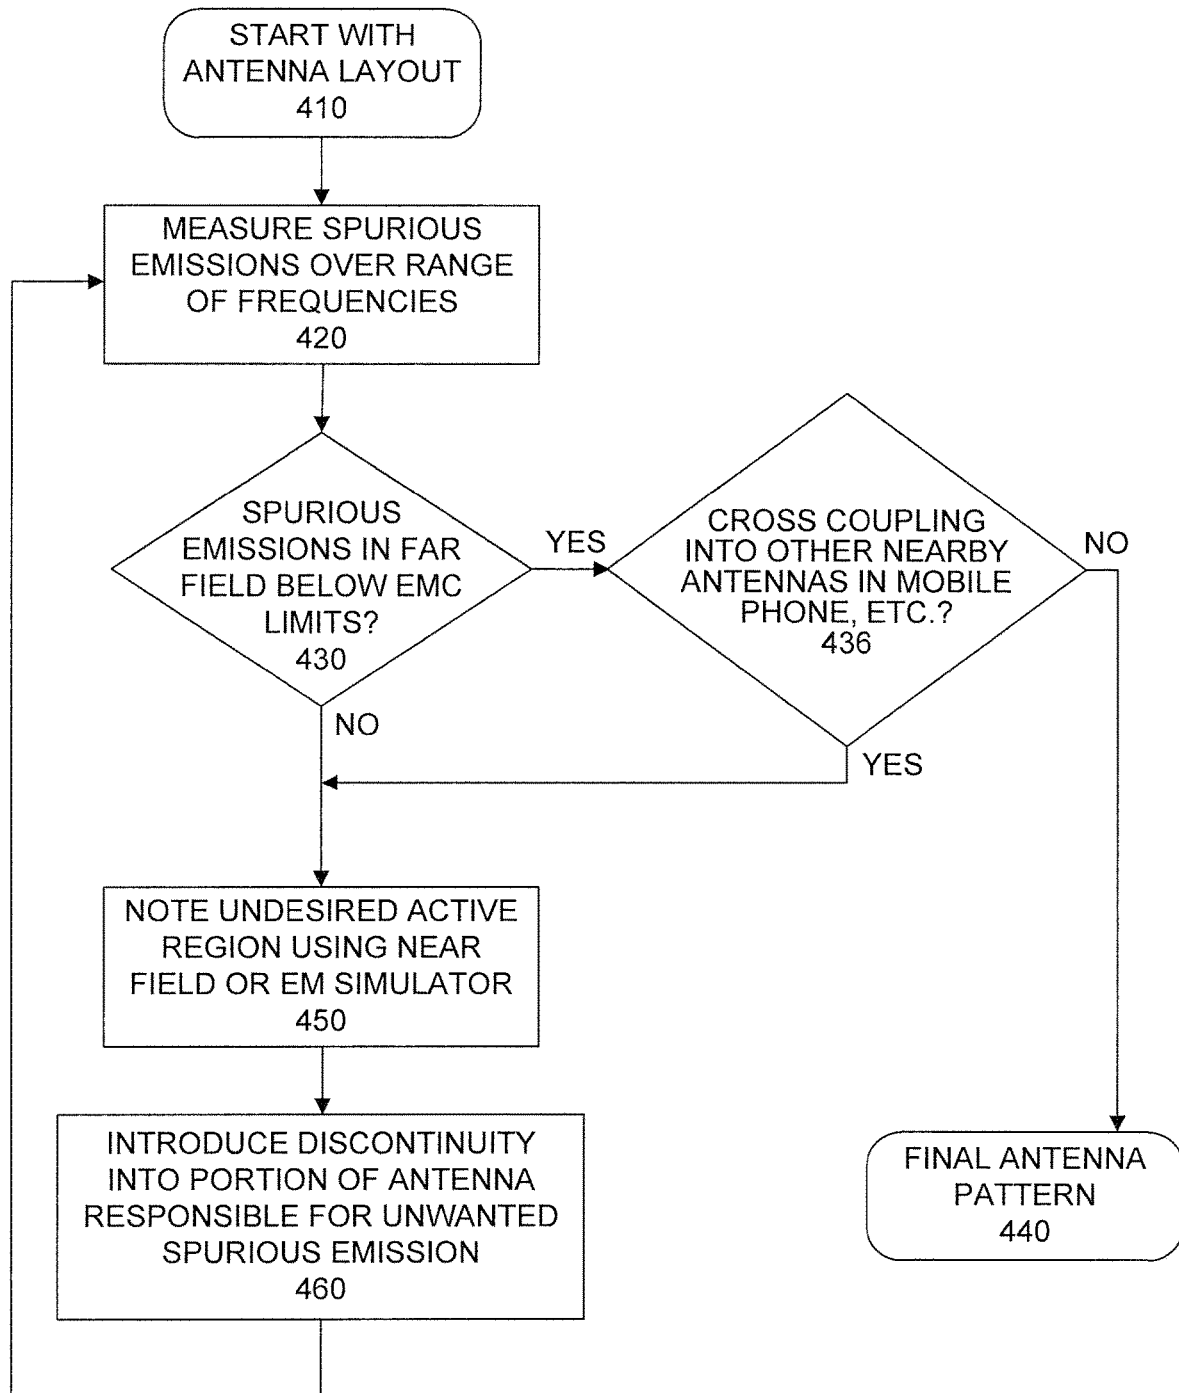 START WITH
ANTENNA LAYOUT
410
MEASURE SPURIOUS
EMISSIONS OVER RANGE
OF FREQUENCIES
420
SPURIOUS
EMISSIONS IN FAR
FIELD BELOW EMC
LIMITS?
430
YES
NO
CROSS COUPLING
INTO OTHER NEARBY
ANTENNAS IN MOBILE
PHONE, ETC.?
436
NO
YES
NOTE UNDESIRED ACTIVE
REGION USING NEAR
FIELD OR EM SIMULATOR
450
INTRODUCE DISCONTINUITY
INTO PORTION OF ANTENNA
RESPONSIBLE FOR UNWANTED
SPURIOUS EMISSION
460
FINAL ANTENNA
PATTERN
440